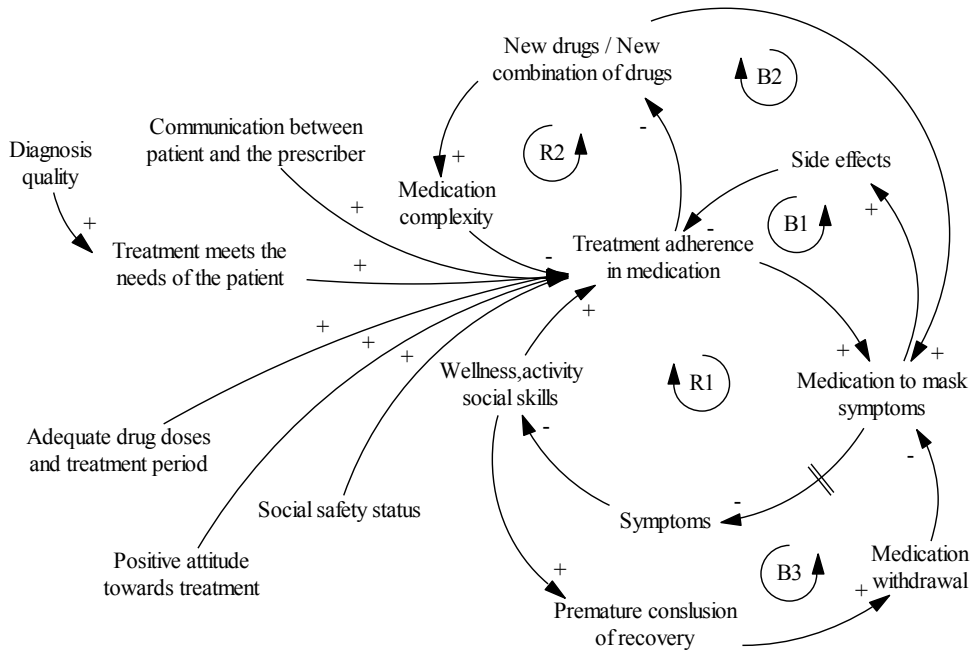 New drugs / New
combination of drugs
B2
-
Communication between
patient and the prescriber
R2
Diagnosis
quality
+
Side effects
Medication
complexity
+
+
-
B1
+
Treatment meets the
needs of the patient
+
-
Treatment adherence
in medication
+
+
+
+
+
+
Wellness,activity
social skills
R1
Medication to mask
symptoms
-
-
Adequate drug doses
and treatment period
Social safety status
-
Symptoms
Positive attitude
towards treatment
+
B3
Medication
withdrawal
+
Premature conslusion
of recovery